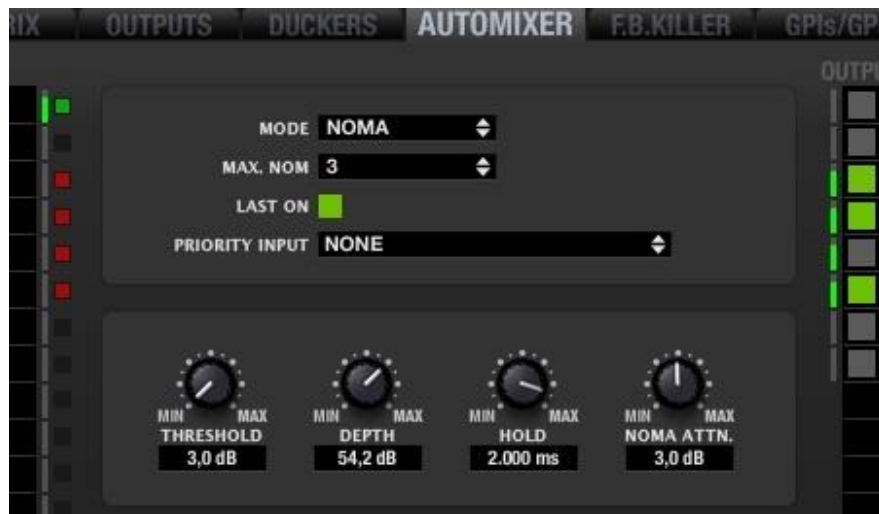 OUTPUTS DUCKERS AUTOMIXER F.B.KILLER GPIs/GP
MODE NOMA
MAX. NOM 3
LAST ON
PRIORITY INPUT NONE
MIN MAX MIN MAX MIN MAX MIN MAX
THRESHOLD DEPTH HOLD NOMA ATTN.
3,0 dB 54,2 dB 2.000 ms 3,0 dB